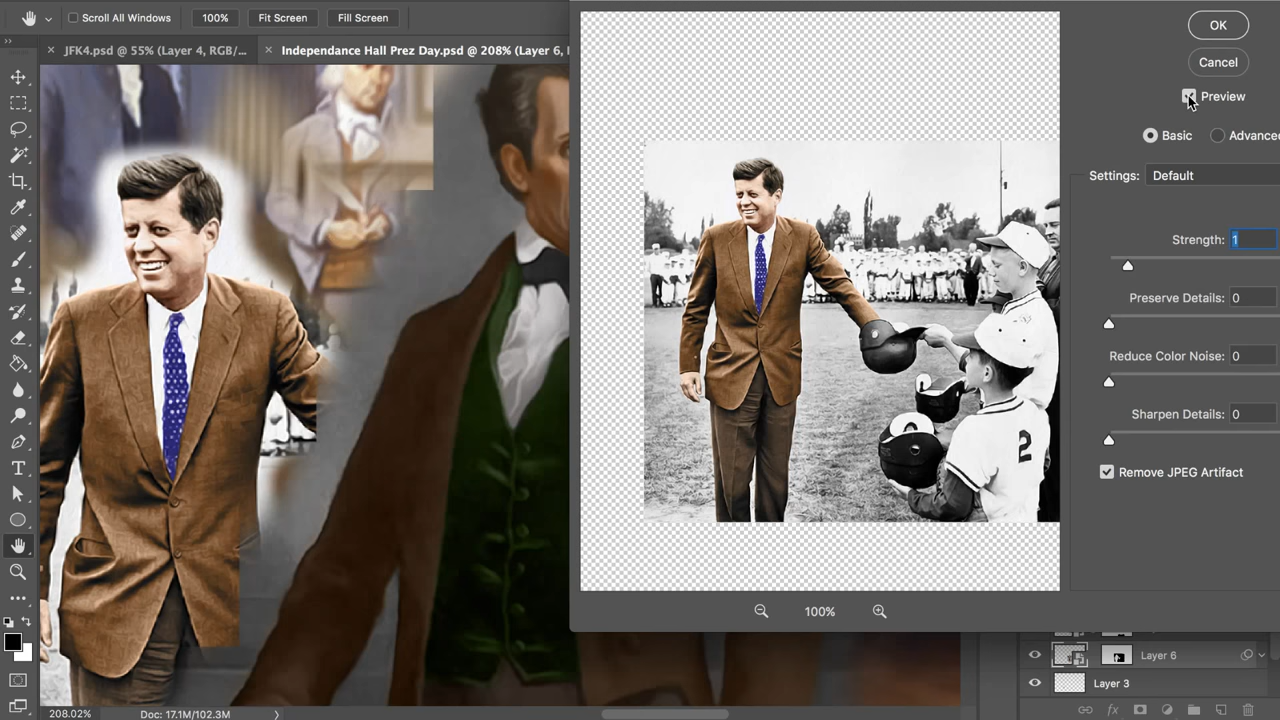 Scroll All Windows 100% Fit Screen Fill Screen
JFK4.psd @ 55% (Layer 4, RGB/... Independance Hall Prez Day.psd @ 208% (Layer 6,
OK
Cancel
Preview
Basic Advance
Settings: Default
Strength: 1
Preserve Details: 0
Reduce Color Noise: 0
Sharpen Details: 0
Remove JPEG Artifact
2
100%
Layer 6
Layer 3
208.02% Doc: 17.1M/102.3M